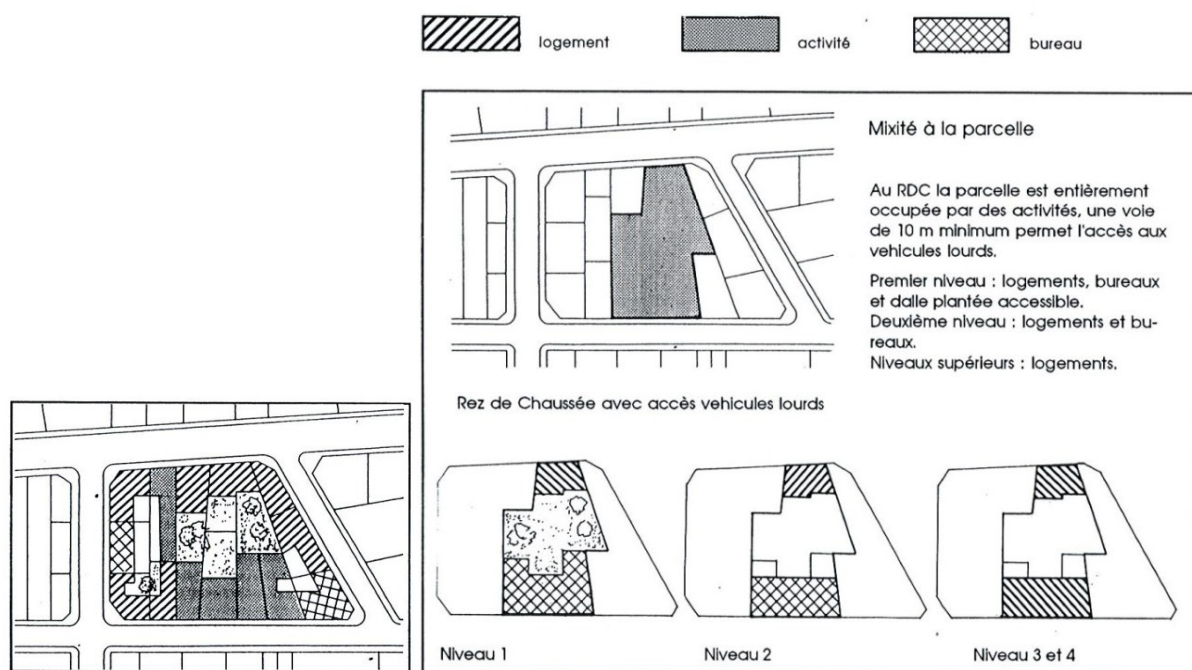 logement
activité
bureau
Mixité à la parcelle
Au RDC la parcelle est entièrement
occupée par des activités, une voie
de 10 m minimum permet l'accès aux
vehicules lourds.
Premier niveau : logements, bureaux
et dalle plantée accessible.
Deuxième niveau : logements et bu-
reaux.
Niveaux supérieurs : logements.
Rez de Chaussée avec accès vehicules lourds
Niveau 1
Niveau 2
Niveau 3 et 4